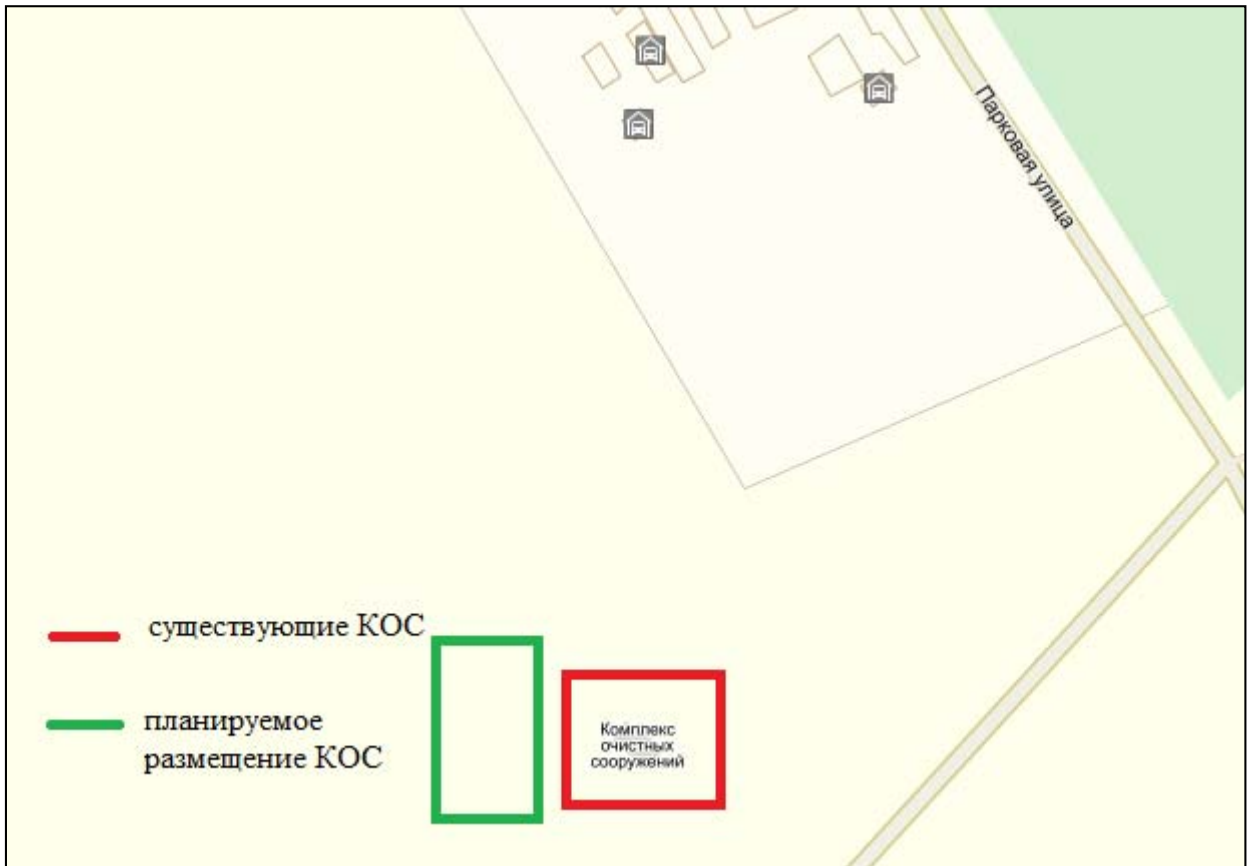 Парковая улица
существующие КОС
планируемое
размещение КОС
Комплекс
очистных
сооружений